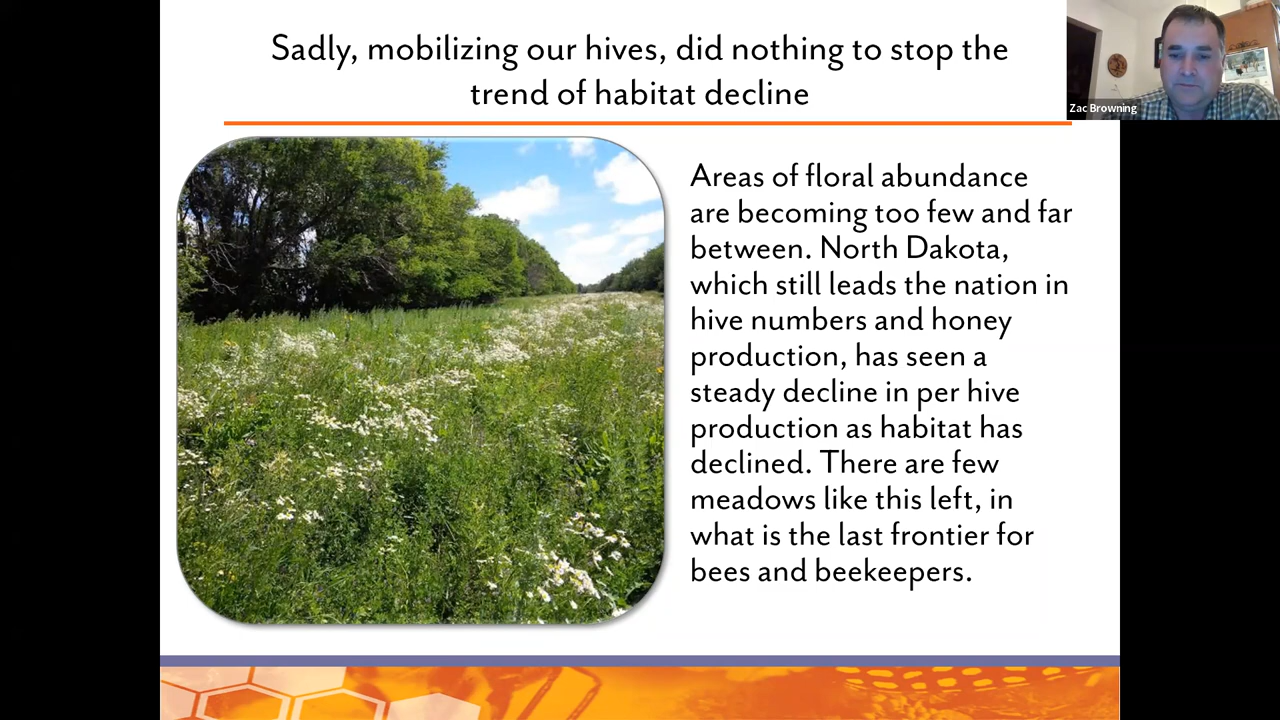 Sadly, mobilizing our hives, did nothing to stop the
trend of habitat decline
Zac Browning
Areas of floral abundance
are becoming too few and far
between. North Dakota,
which still leads the nation in
hive numbers and honey
production, has seen a
steady decline in per hive
production as habitat has
declined. There are few
meadows like this left, in
what is the last frontier for
bees and beekeepers.